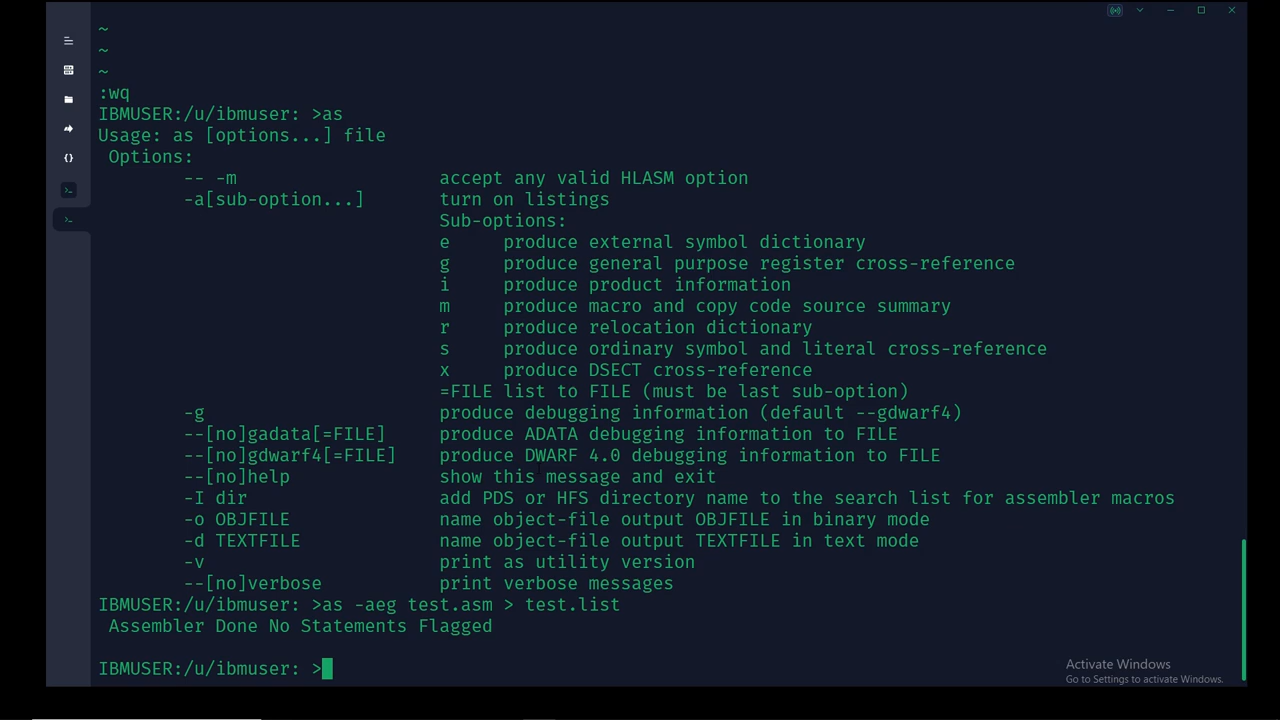 ~
~
~
:wq
IBMUSER:/u/ibmuser: >as
Usage: as [options...] file
Options:
-- -m accept any valid HLASM option
-a[sub-option...] turn on listings
Sub-options:
e produce external symbol dictionary
g produce general purpose register cross-reference
i produce product information
m produce macro and copy code source summary
r produce relocation dictionary
s produce ordinary symbol and literal cross-reference
x produce DSECT cross-reference
=FILE list to FILE (must be last sub-option)
-g produce debugging information (default --gdwarf4)
--[no]gadata[=FILE] produce ADATA debugging information to FILE
--[no]gdwarf4[=FILE] produce DWARF 4.0 debugging information to FILE
--[no]help show this message and exit
-I dir add PDS or HFS directory name to the search list for assembler macros
-o OBJFILE name object-file output OBJFILE in binary mode
-d TEXTFILE name object-file output TEXTFILE in text mode
-v print as utility version
--[no]verbose print verbose messages
IBMUSER:/u/ibmuser: >as -aeg test.asm > test.list
Assembler Done No Statements Flagged
IBMUSER:/u/ibmuser: >
Activate Windows
Go to Settings to activate Windows.